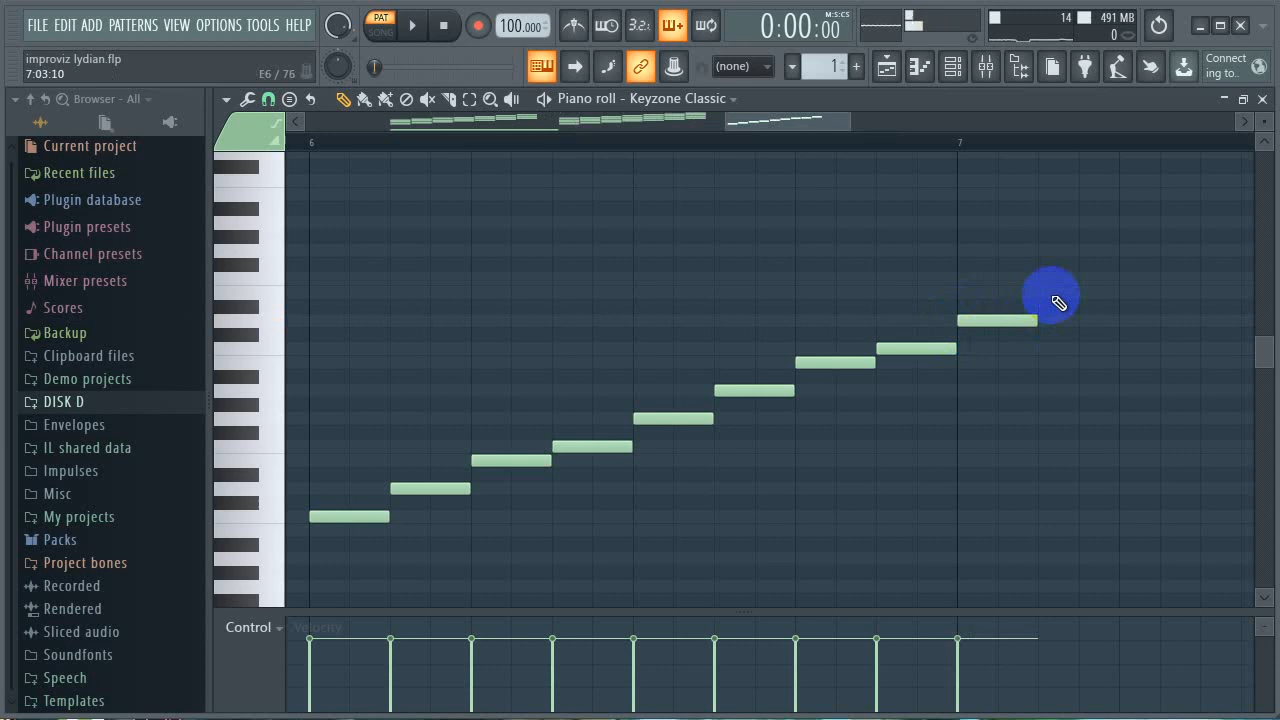 FILE EDIT ADD PATTERNS VIEW OPTIONS TOOLS HELP
PAT
SONG
100.000
3.2
0:00:00
M:S:CS
14
491 MB
0
improviz lydian.flp
7:03:10
E6 / 76
(none)
1
Connect
ing to..
Browser - All
Piano roll - Keyzone Classic
6
7
Current project
Recent files
Plugin database
Plugin presets
Channel presets
Mixer presets
Scores
Backup
Clipboard files
Demo projects
DISK D
Envelopes
IL shared data
Impulses
Misc
My projects
Packs
Project bones
Recorded
Rendered
Sliced audio
Soundfonts
Speech
Templates
Control
Velocity